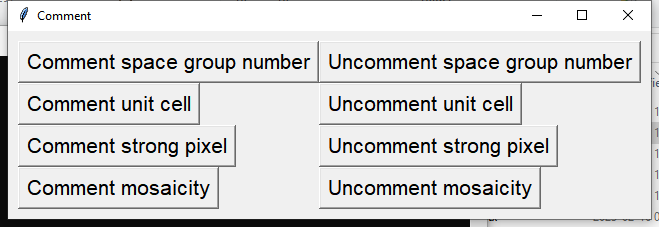 Comment
Comment space group number Uncomment space group number
Comment unit cell Uncomment unit cell
Comment strong pixel Uncomment strong pixel
Comment mosaicity Uncomment mosaicity